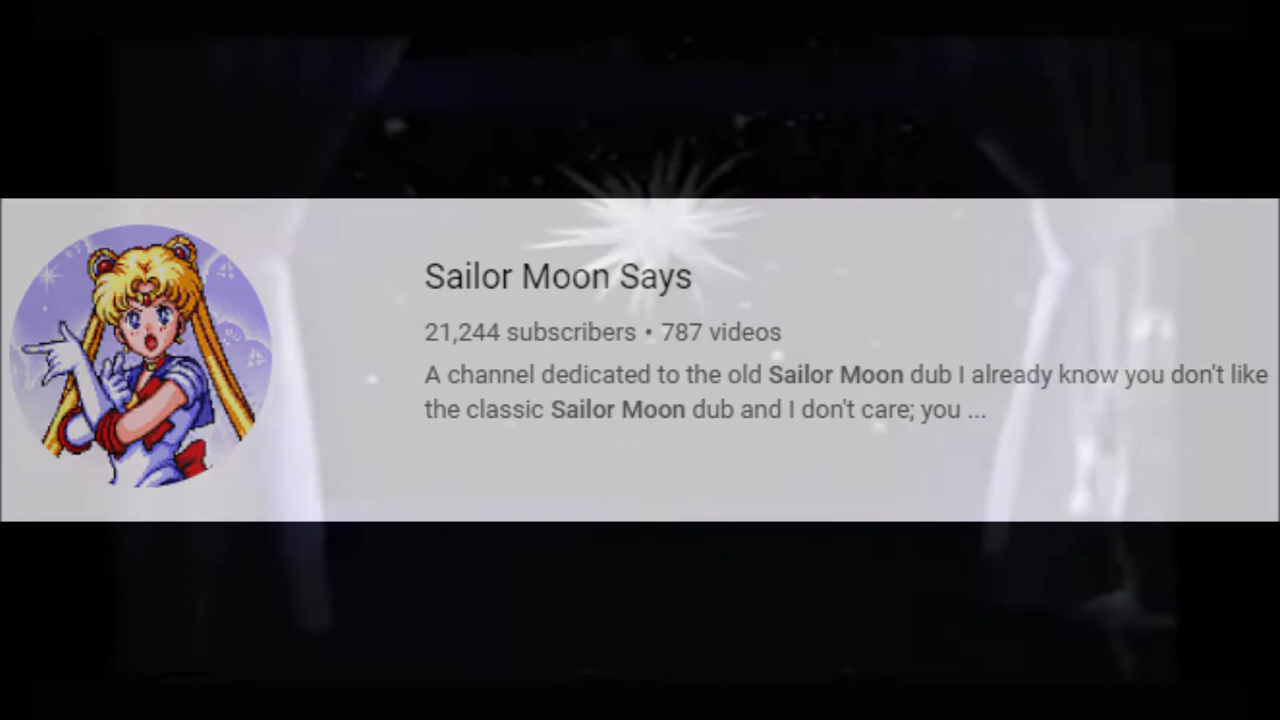 Sailor Moon Says
21,244 subscribers • 787 videos
A channel dedicated to the old Sailor Moon dub I already know you don't like
the classic Sailor Moon dub and I don't care; you ...